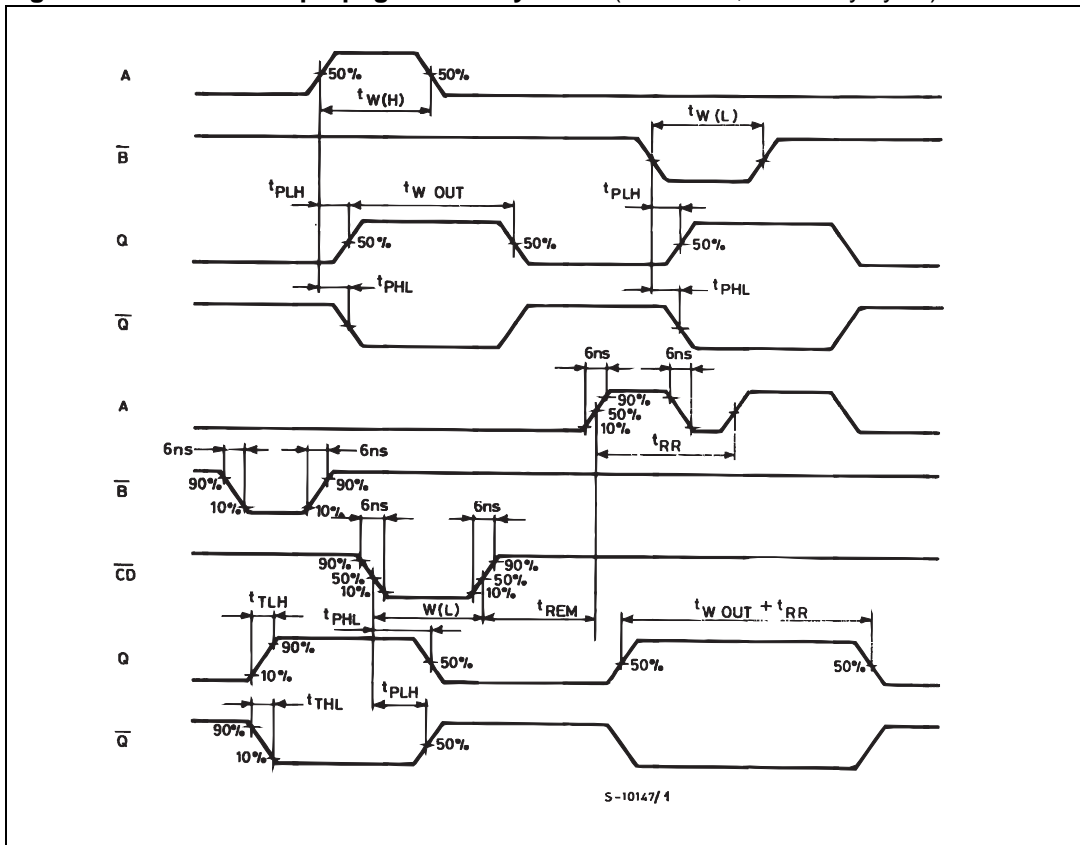 A
50%
50%
tW(H)
B
tW(L)
tPLH
tW OUT
tPLH
Q
50%
50%
50%
tPHL
tPHL
Q
6ns
6ns
A
90%
50%
10%
tRR
6ns
6ns
B
90%
90%
10%
10%
6ns
6ns
CD
90%
90%
50%
50%
10%
10%
tTLH
tPHL
W(L)
tREM
tW OUT + tRR
Q
90%
50%
50%
50%
10%
tPLH
tTHL
Q
90%
50%
10%
S-10147/1